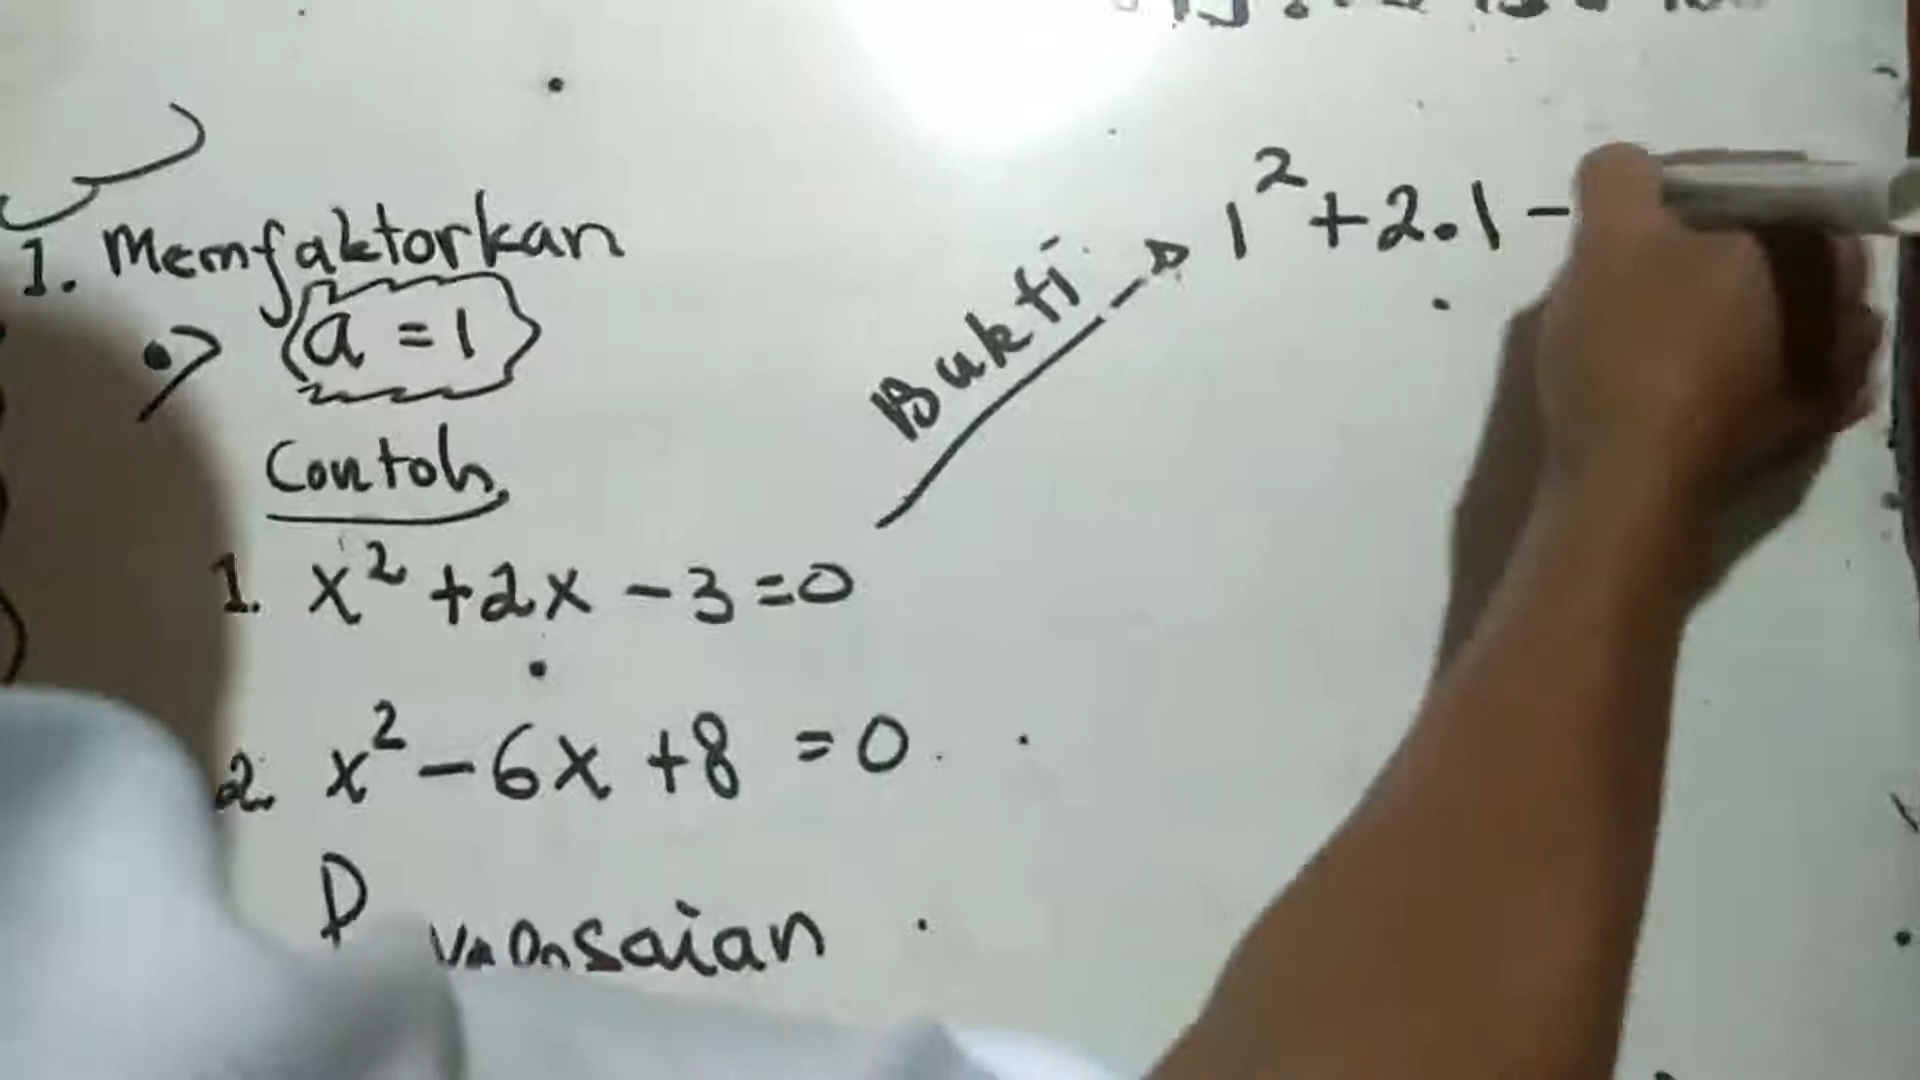 1. Memfaktorkan
a = 1
Contoh
1. x² + 2x - 3 = 0
2. x² - 6x + 8 = 0
Bukti
1² + 2.1 -